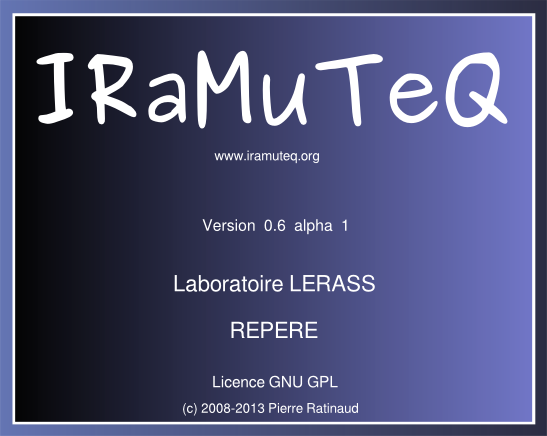 IRaMuTeQ
www.iramuteq.org
Version 0.6 alpha 1
Laboratoire LERASS
REPERE
Licence GNU GPL
(c) 2008-2013 Pierre Ratinaud